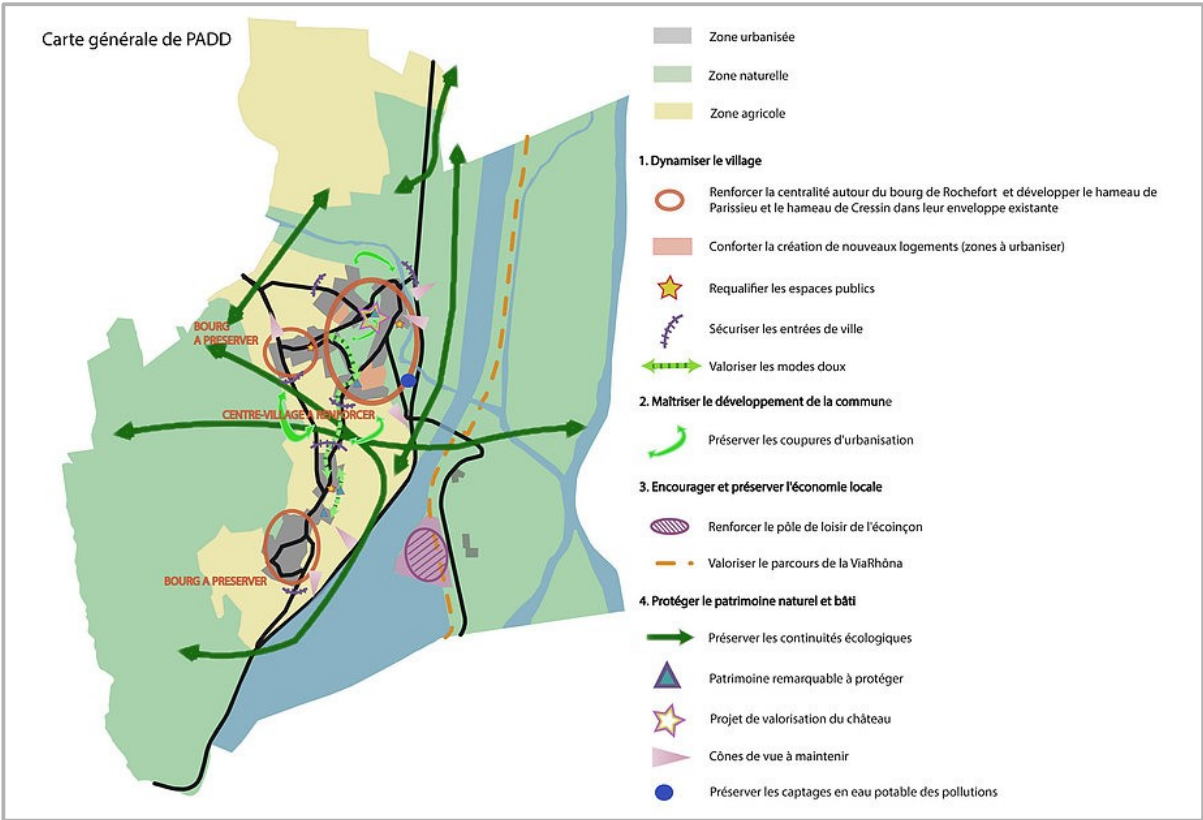 Carte générale de PADD
BOURG
A PRESERVER
CENTRE-VILLAGE A RENFORCER
BOURG A PRESERVER
Zone urbanisée
Zone naturelle
Zone agricole
1. Dynamiser le village
Renforcer la centralité autour du bourg de Rochefort et développer le hameau de
Parissieu et le hameau de Cressin dans leur enveloppe existante
Conforter la création de nouveaux logements (zones à urbaniser)
Requalifier les espaces publics
Sécuriser les entrées de ville
Valoriser les modes doux
2. Maîtriser le développement de la commune
Préserver les coupures d'urbanisation
3. Encourager et préserver l'économie locale
Renforcer le pôle de loisir de l'écoinçon
Valoriser le parcours de la ViaRhôna
4. Protéger le patrimoine naturel et bâti
Préserver les continuités écologiques
Patrimoine remarquable à protéger
Projet de valorisation du château
Cônes de vue à maintenir
Préserver les captages en eau potable des pollutions